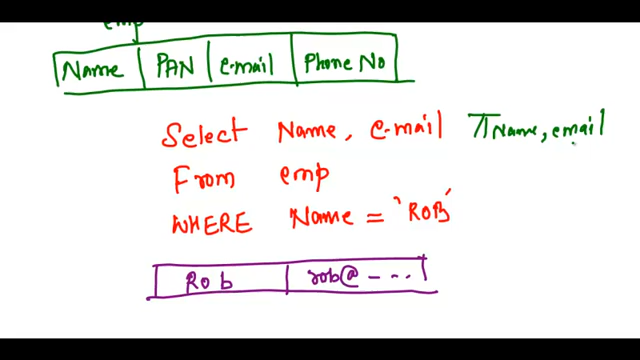 emp
Name PAN e-mail Phone No
Select Name, e-mail πName, email
From emp
WHERE Name = 'ROB'
Rob rob@ - ...